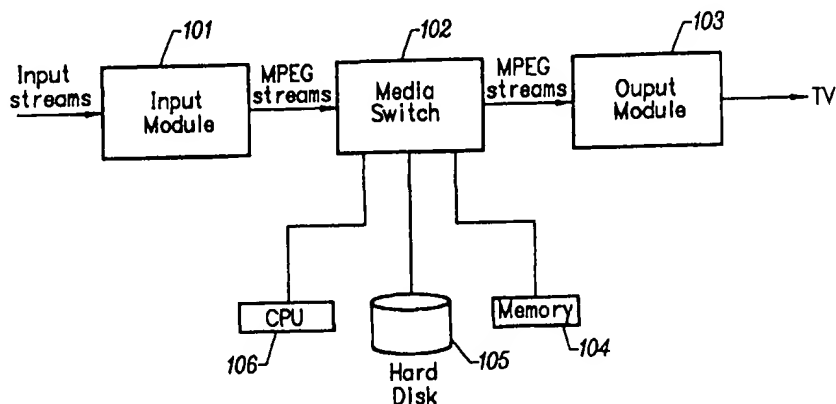 101
102
103
Input
streams
Input
Module
MPEG
streams
Media
Switch
MPEG
streams
Ouput
Module
TV
CPU
106
Hard
Disk
105
Memory
104